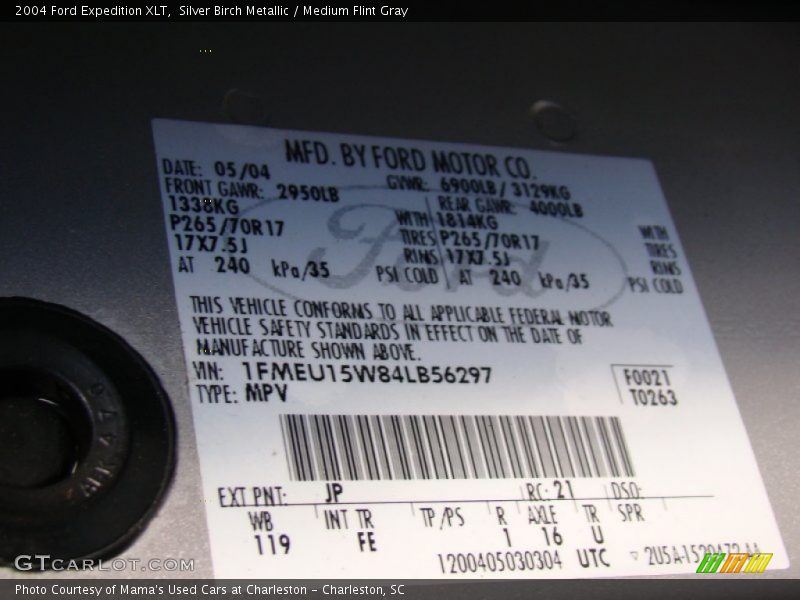 2004 Ford Expedition XLT, Silver Birch Metallic / Medium Flint Gray
MFD. BY FORD MOTOR CO.
DATE: 05/04 GVWR: 6900LB / 3129KG
FRONT GAWR: 2950LB REAR GAWR: 4000LB
1338KG WITH 1814KG WITH
P265/70R17 TIRES P265/70R17 TIRES
17X7.5J RIMS 17X7.5J RIMS
AT 240 kPa/35 PSI COLD AT 240 kPa/35 PSI COLD
THIS VEHICLE CONFORMS TO ALL APPLICABLE FEDERAL MOTOR
VEHICLE SAFETY STANDARDS IN EFFECT ON THE DATE OF
MANUFACTURE SHOWN ABOVE.
VIN: 1FMEU15W84LB56297 F0021
TYPE: MPV T0263
Ford
EXT PNT: JP RC: 21 DSO:
WB INT TR TP/PS R AXLE TR SPR
119 FE 1 16 U
1200405030304 UTC
GTcarlot.com
Photo Courtesy of Mama's Used Cars at Charleston – Charleston, SC